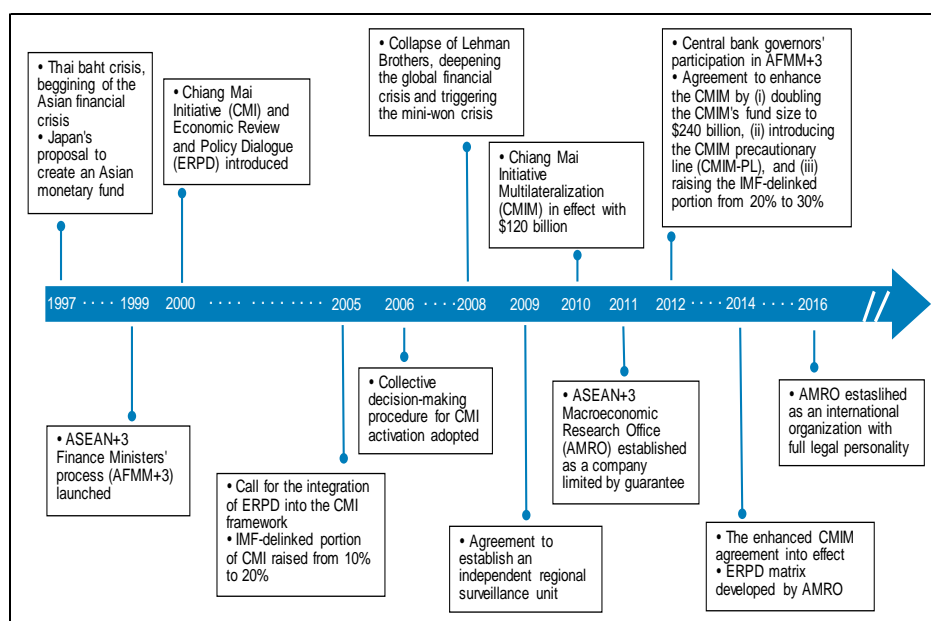 • Thai baht crisis,
beggining of the
Asian financial
crisis
• Japan's
proposal to
create an Asian
monetary fund
• Chiang Mai
Initiative (CMI) and
Economic Review
and Policy Dialogue
(ERPD) introduced
• Collapse of Lehman
Brothers, deepening
the global financial
crisis and triggering
the mini-won crisis
• Chiang Mai
Initiative
Multilateralization
(CMIM) in effect with
$120 billion
• Central bank governors'
participation in AFMM+3
• Agreement to enhance
the CMIM by (i) doubling
the CMIM's fund size to
$240 billion, (ii) introducing
the CMIM precautionary
line (CMIM-PL), and (iii)
raising the IMF-delinked
portion from 20% to 30%
1997 · · · · 1999 · · · 2000 · · · · · · · · · · · 2005 · · · · 2006 · · · · 2008 · · · · 2009 · · · · 2010 · · · 2011 · · · 2012 · · · · 2014 · · · · 2016
• ASEAN+3
Finance Ministers'
process (AFMM+3)
launched
• Call for the integration
of ERPD into the CMI
framework
• IMF-delinked portion
of CMI raised from 10%
to 20%
• Collective
decision-making
procedure for CMI
activation adopted
• Agreement to
establish an
independent regional
surveillance unit
• ASEAN+3
Macroeconomic
Research Office
(AMRO) established
as a company
limited by guarantee
• The enhanced CMIM
agreement into effect
• ERPD matrix
developed by AMRO
• AMRO estaslihed
as an international
organization with
full legal personality